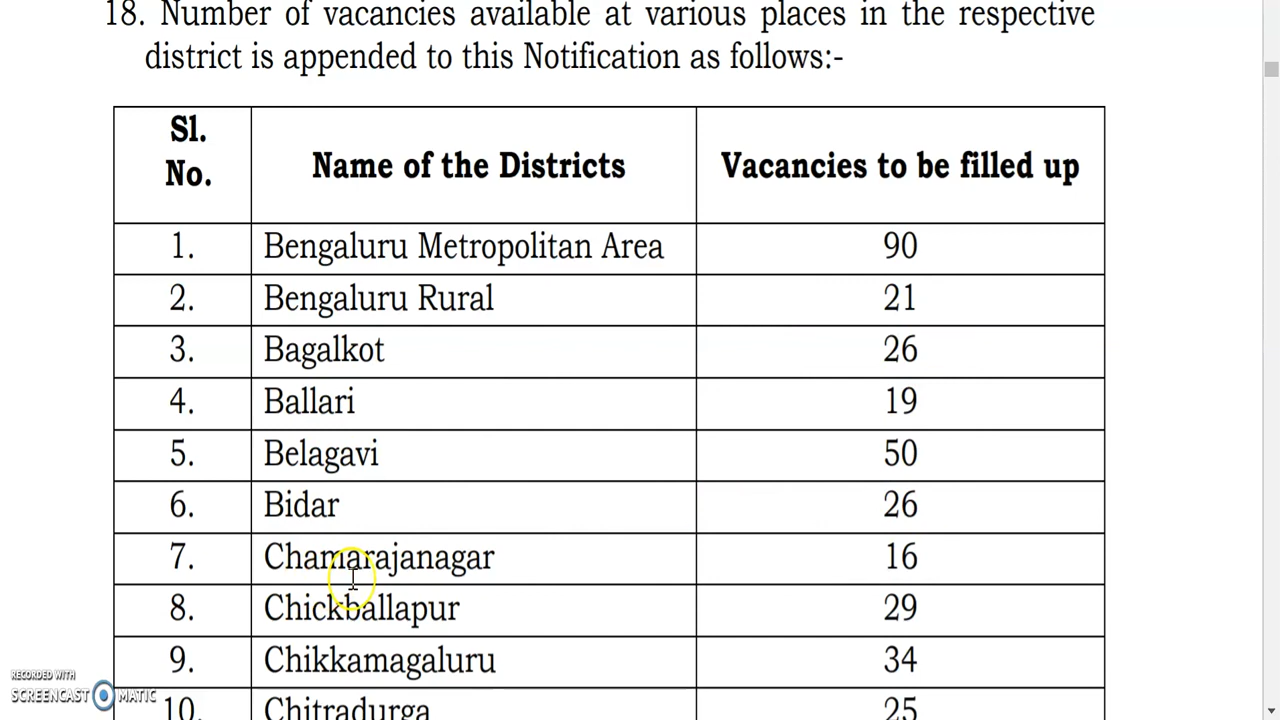 18. Number of vacancies available at various places in the respective
district is appended to this Notification as follows:-
Sl. No. Name of the Districts Vacancies to be filled up
1. Bengaluru Metropolitan Area 90
2. Bengaluru Rural 21
3. Bagalkot 26
4. Ballari 19
5. Belagavi 50
6. Bidar 26
7. Chamarajanagar 16
8. Chickballapur 29
9. Chikkamagaluru 34
10. Chitradurga 25
RECORDED WITH
SCREENCAST MATIC